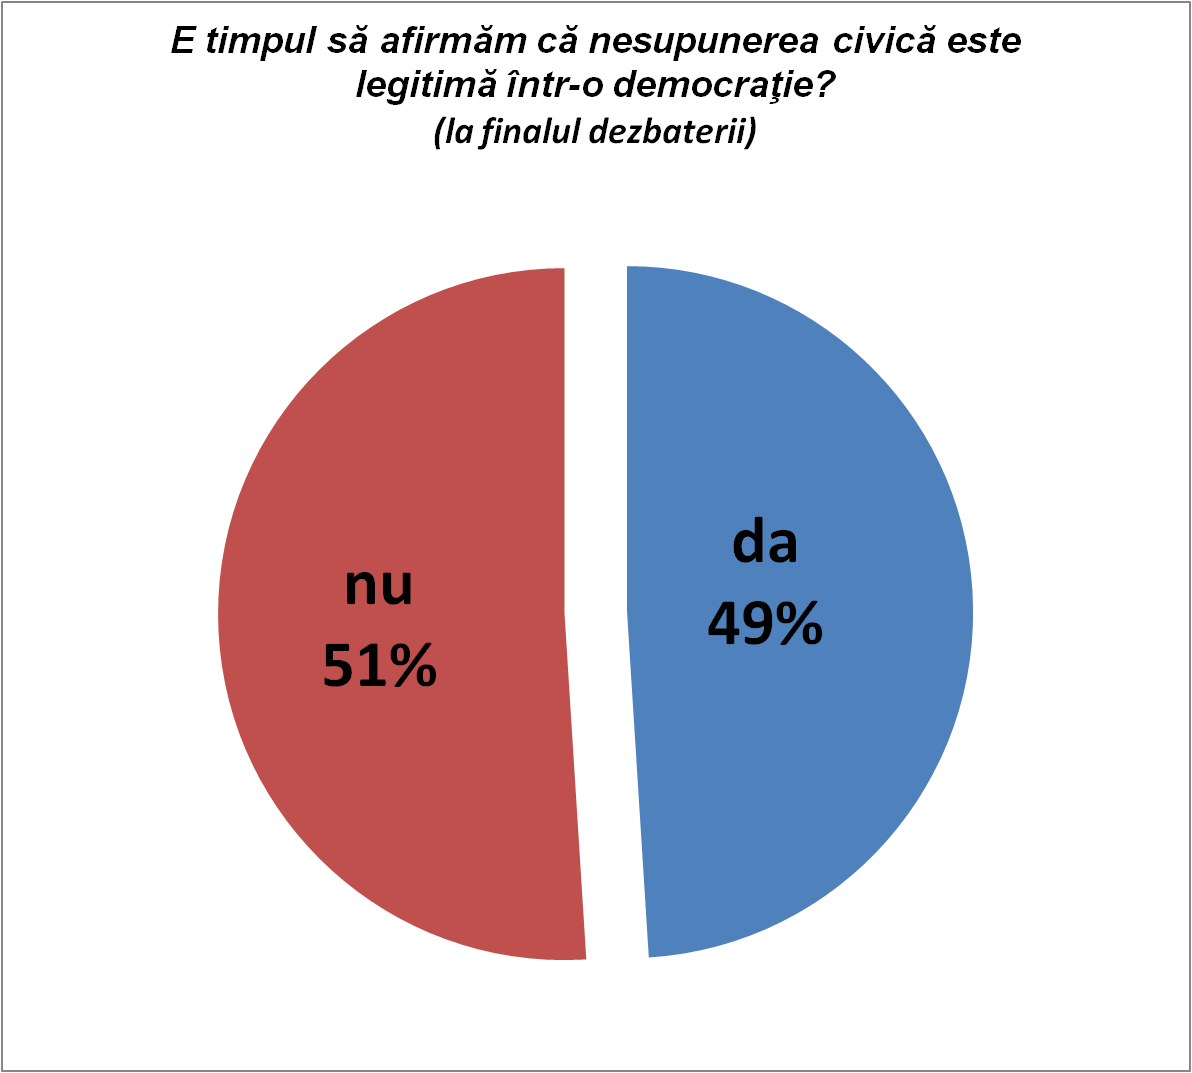 E timpul să afirmăm că nesupunerea civică este
legitimă într-o democraţie?
(la finalul dezbaterii)
da
49%
nu
51%